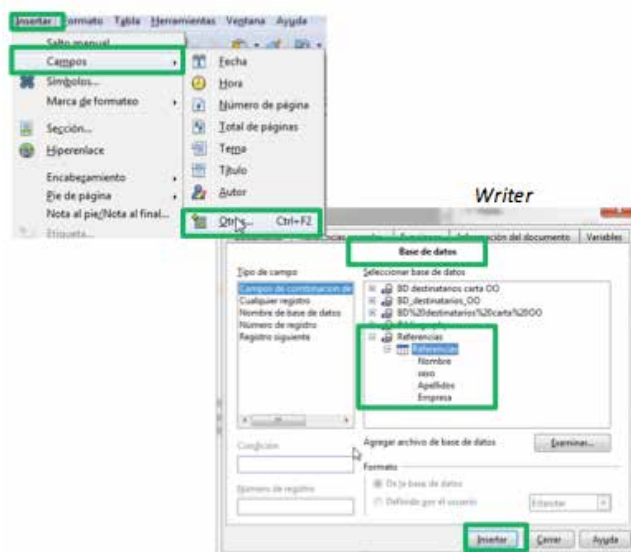 Insertar Formato Tabla Herramientas Ventana Ayuda
Salto manual
Campos
Símbolos...
Marca de formateo
Sección...
Hiperenlace
Encabezamiento
Pie de página
Nota al pie/Nota al final...
Etiqueta...
Fecha
Hora
Número de página
Total de páginas
Tema
Título
Autor
Otros... Ctrl+F2
Writer
Información del documento Variables
Base de datos
Tipo de campo
Campos de combinacion de
Cualquier registro
Nombre de base de datos
Número de registro
Registro siguiente
Seleccionar base de datos
BD destinatarios carta OO
BD_destinatarios_OO
BD%20destinatarios%20carta%20OO
Referencias
Referencias
Nombre
sexo
Apellidos
Empresa
Condición
Número de registro
Agregar archivo de base de datos Examinar...
Formato
De la base de datos
Definido por el usuario Estándar
Insertar Cerrar Ayuda